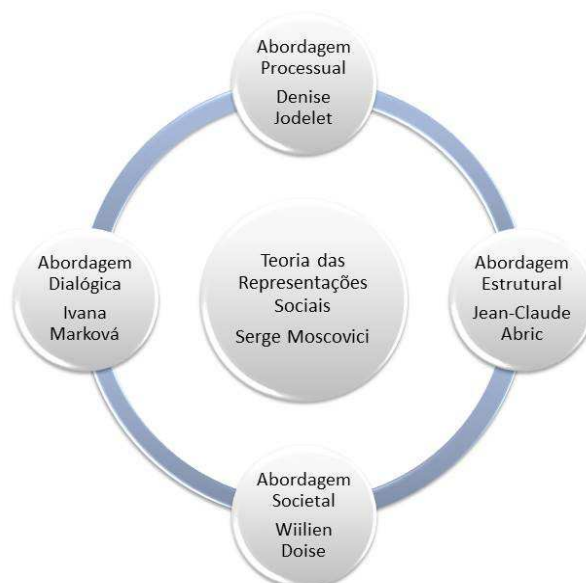 Abordagem
Processual
Denise
Jodelet
Abordagem
Dialógica
Ivana
Marková
Teoria das
Representações
Sociais
Serge Moscovici
Abordagem
Estrutural
Jean-Claude
Abric
Abordagem
Societal
Wiilien
Doise